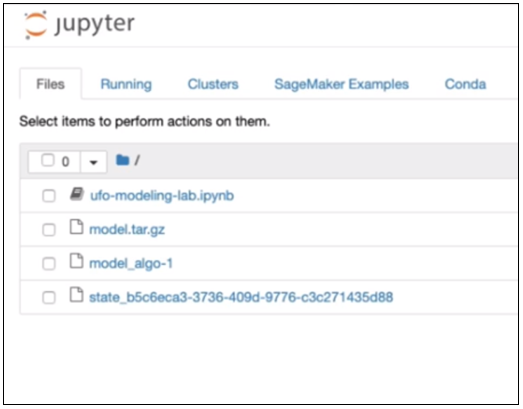 jupyter
Files Running Clusters SageMaker Examples Conda
Select items to perform actions on them.
0 /
ufo-modeling-lab.ipynb
model.tar.gz
model_algo-1
state_b5c6eca3-3736-409d-9776-c3c271435d88